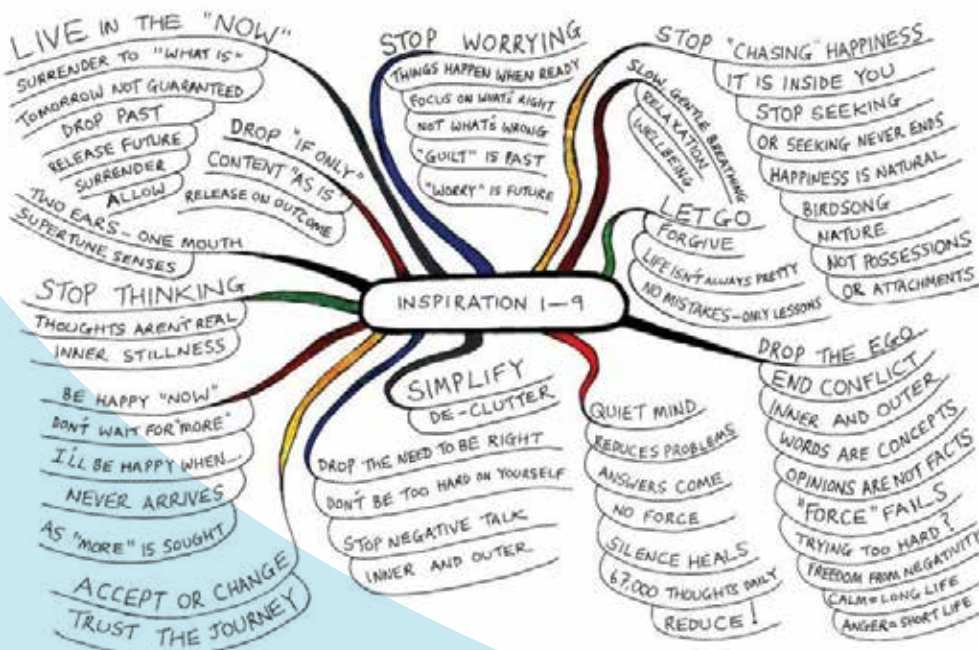 LIVE IN THE "NOW"
SURRENDER TO "WHAT IS"
TOMORROW NOT GUARANTEED
DROP PAST
RELEASE FUTURE
SURRENDER
ALLOW
DROP "IF ONLY"
CONTENT "AS IS"
RELEASE ON OUTCOME
STOP WORRYING
THINGS HAPPEN WHEN READY
FOCUS ON WHAT'S RIGHT
NOT WHAT'S WRONG
"GUILT" IS PAST
"WORRY" IS FUTURE
SLOW GENTLE BREATHING
RELAXATION
WELLBEING
STOP "CHASING" HAPPINESS
IT IS INSIDE YOU
STOP SEEKING
OR SEEKING NEVER ENDS
HAPPINESS IS NATURAL
BIRDSONG
NATURE
NOT POSSESSIONS
OR ATTACHMENTS
LET GO
FORGIVE
LIFE ISN'T ALWAYS PRETTY
NO MISTAKES - ONLY LESSONS
TWO EARS - ONE MOUTH
SUPERTUNE SENSES
INSPIRATION 1-9
STOP THINKING
THOUGHTS AREN'T REAL
INNER STILLNESS
BE HAPPY "NOW"
DON'T WAIT FOR "MORE"
I'LL BE HAPPY WHEN...
NEVER ARRIVES
AS "MORE" IS SOUGHT
ACCEPT OR CHANGE
TRUST THE JOURNEY
SIMPLIFY
DE-CLUTTER
DROP THE NEED TO BE RIGHT
DON'T BE TOO HARD ON YOURSELF
STOP NEGATIVE TALK
INNER AND OUTER
QUIET MIND
REDUCES PROBLEMS
ANSWERS COME
NO FORCE
SILENCE HEALS
67,000 THOUGHTS DAILY
REDUCE!
DROP THE EGO
END CONFLICT
INNER AND OUTER
WORDS ARE CONCEPTS
OPINIONS ARE NOT FACTS
"FORCE" FAILS
TRYING TOO HARD?
FREEDOM FROM NEGATIVITY
CALM = LONG LIFE
ANGER = SHORT LIFE